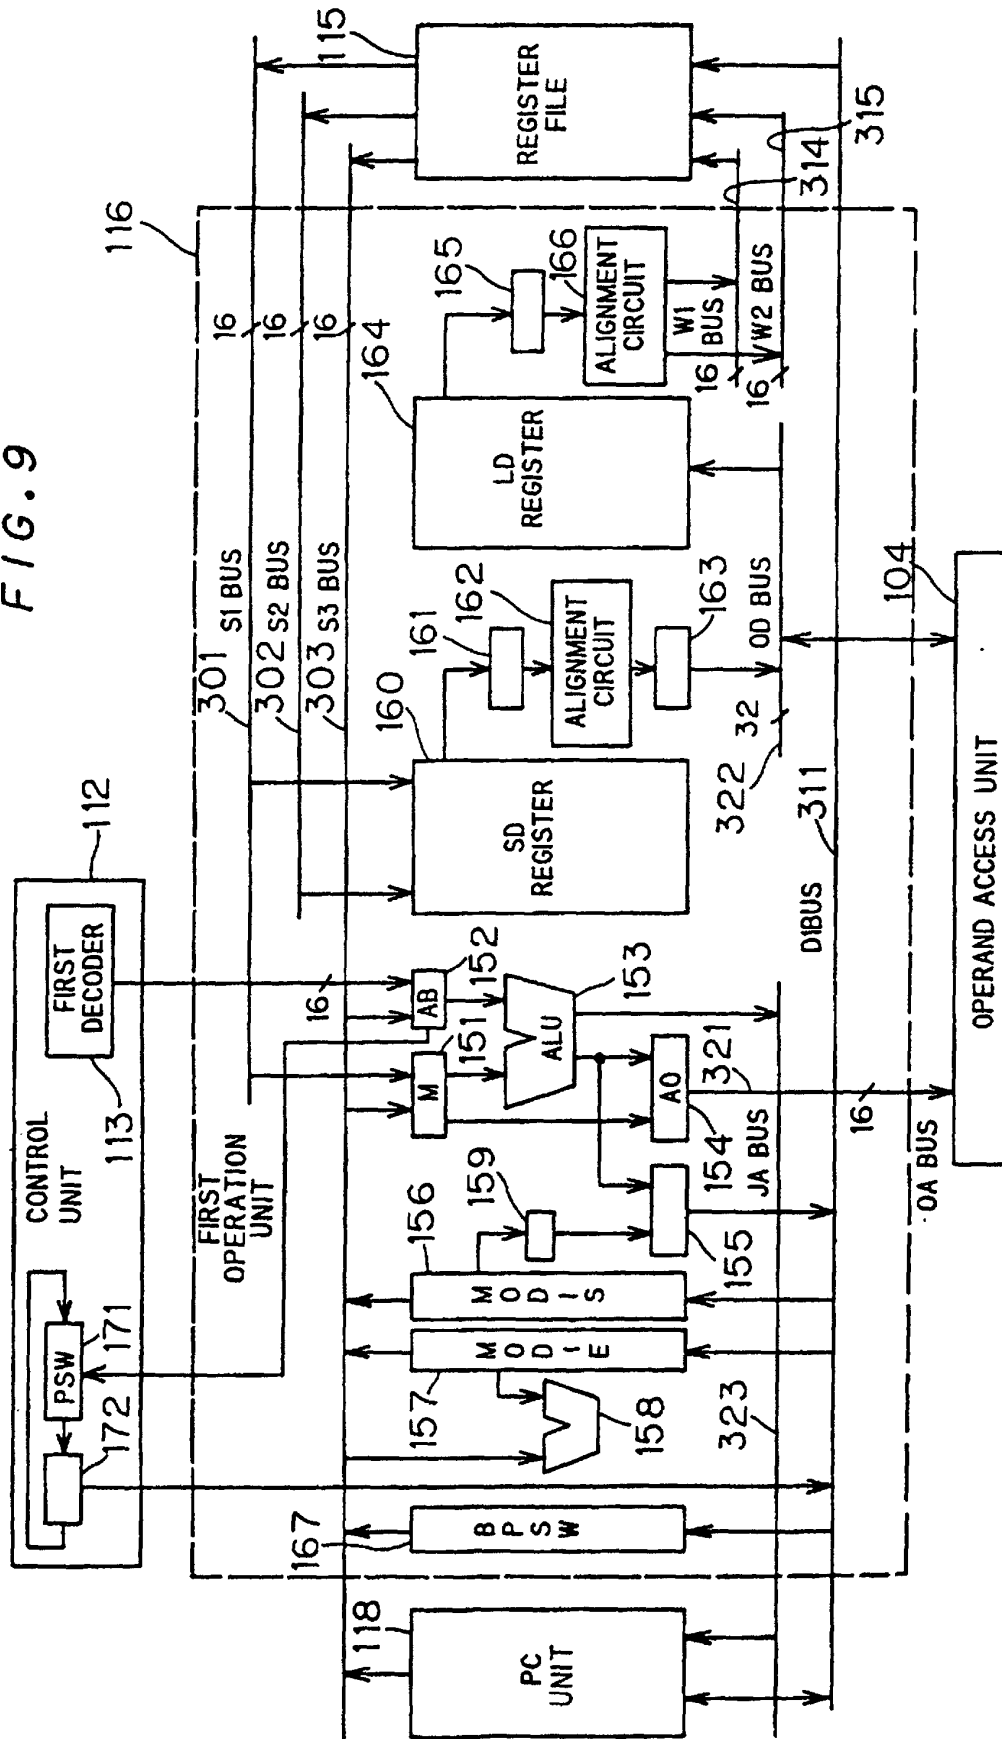 FIG. 9
112
FIRST
DECODER
113
CONTROL
UNIT
PSW
171
172
116
FIRST
OPERATION
UNIT
301
S1 BUS
16
302
S2 BUS
16
303
S3 BUS
16
115
REGISTER
FILE
118
PC
UNIT
167
BPSW
157
MODIE
158
156
MODIS
159
155
16
AB
152
M
151
ALU
153
AO
154
321
JA BUS
323
160
SD
REGISTER
161
162
ALIGNMENT
CIRCUIT
163
164
LD
REGISTER
165
166
ALIGNMENT
CIRCUIT
W1
BUS
16
W2 BUS
16
314
315
322
32
OD BUS
D1BUS
311
16
OA BUS
104
OPERAND ACCESS UNIT